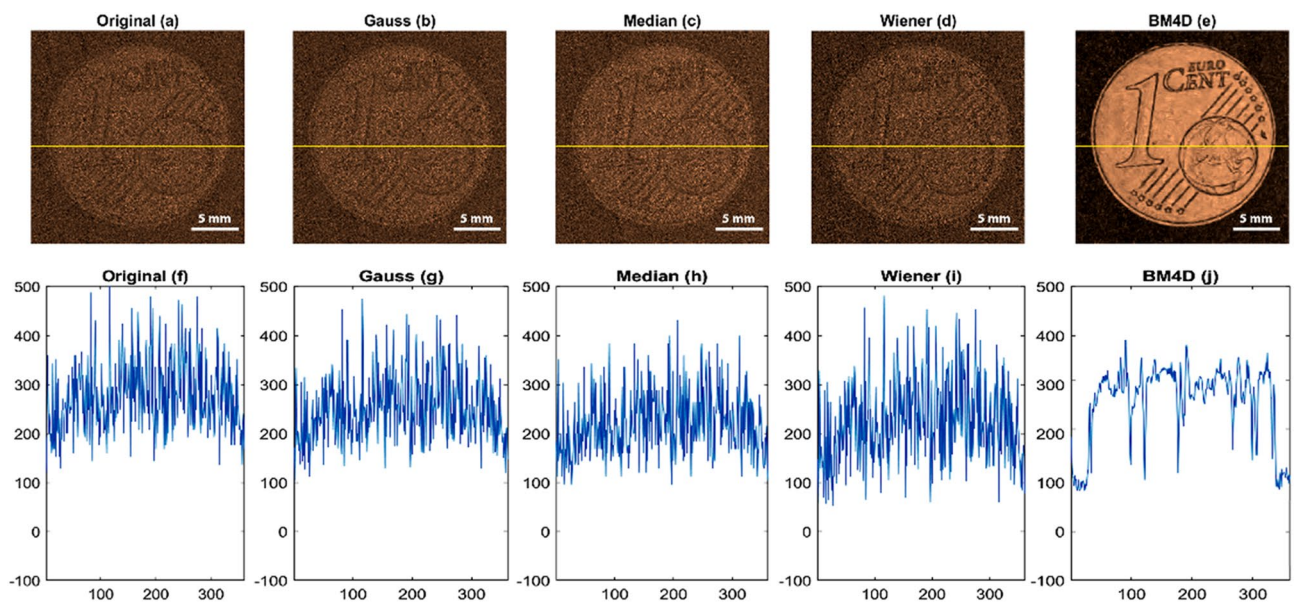 Original (a) Gauss (b) Median (c) Wiener (d) BM4D (e)
1 EURO
CENT
5 mm 5 mm 5 mm 5 mm 5 mm
Original (f) Gauss (g) Median (h) Wiener (i) BM4D (j)
500 500 500 500 500
400 400 400 400 400
300 300 300 300 300
200 200 200 200 200
100 100 100 100 100
0 0 0 0 0
-100 -100 -100 -100 -100
100 200 300 100 200 300 100 200 300 100 200 300 100 200 300